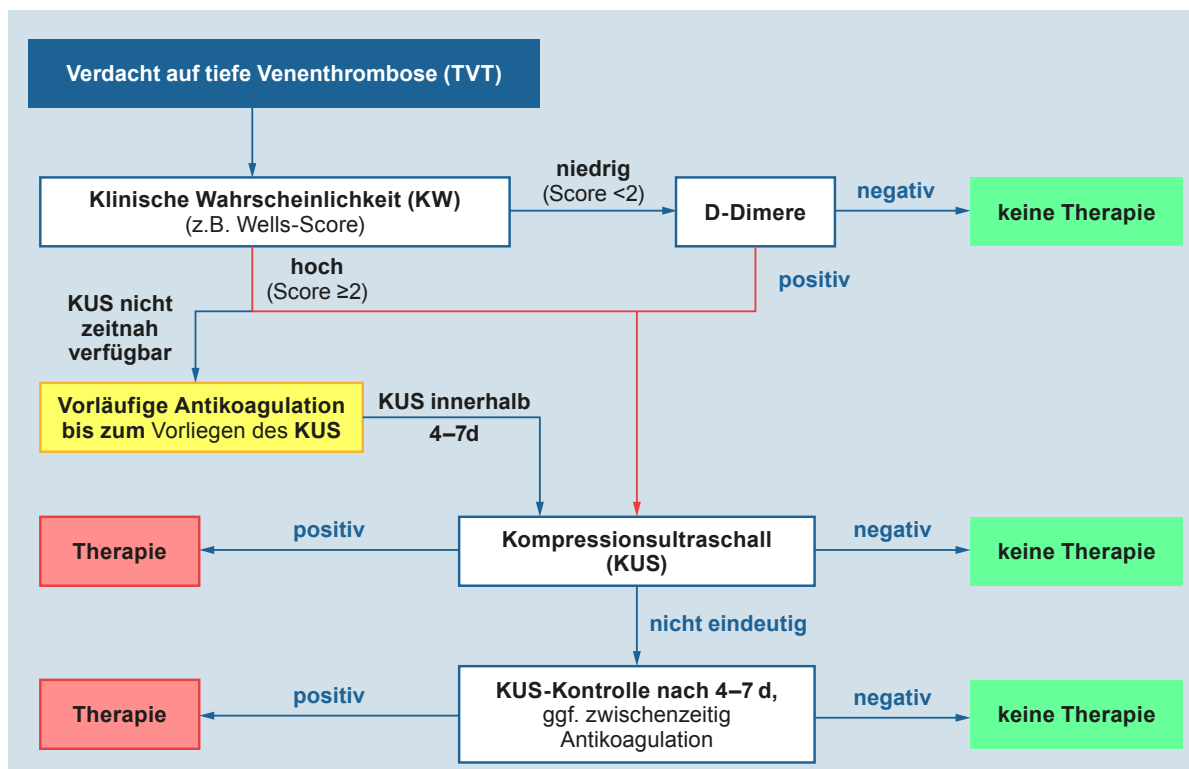 Verdacht auf tiefe Venenthrombose (TVT)
Klinische Wahrscheinlichkeit (KW)
(z.B. Wells-Score)
niedrig
(Score <2)
D-Dimere
negativ
keine Therapie
hoch
(Score ≥2)
positiv
KUS nicht
zeitnah
verfügbar
Vorläufige Antikoagulation
bis zum Vorliegen des KUS
KUS innerhalb
4–7d
Therapie
positiv
Kompressionsultraschall
(KUS)
negativ
keine Therapie
nicht eindeutig
Therapie
positiv
KUS-Kontrolle nach 4–7 d,
ggf. zwischenzeitig
Antikoagulation
negativ
keine Therapie